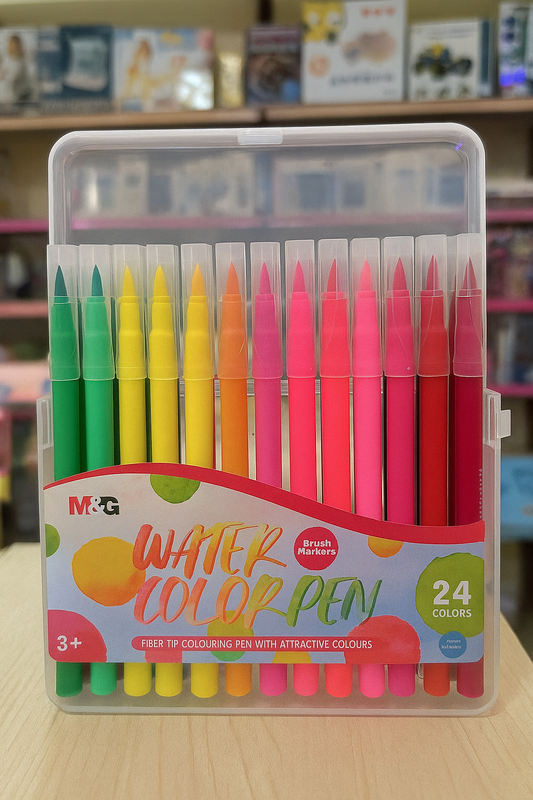 M&G
WATER
COLOR PEN
Brush
Markers
24
COLORS
3+
FIBER TIP COLOURING PEN WITH ATTRACTIVE COLOURS